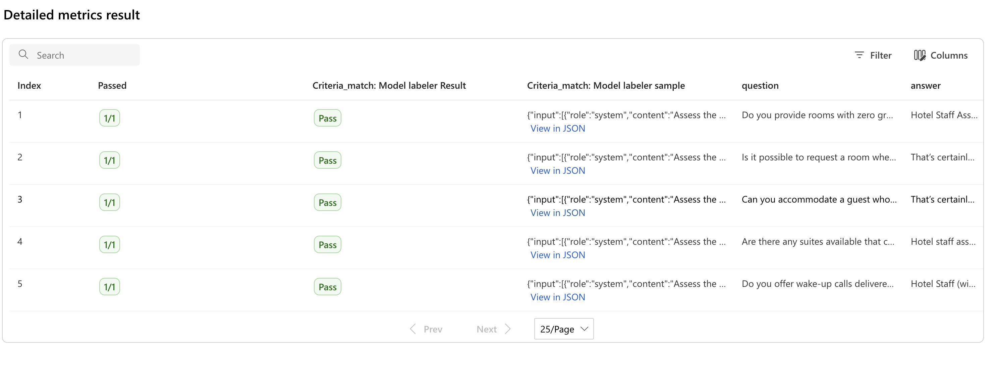 Detailed metrics result
Search
Filter
Columns
Index Passed Criteria_match: Model labeler Result Criteria_match: Model labeler sample question answer
1 1/1 Pass {"input":[{"role":"system","content":"Assess the ... Do you provide rooms with zero gr... Hotel Staff Ass...
View in JSON
2 1/1 Pass {"input":[{"role":"system","content":"Assess the ... Is it possible to request a room whe... That’s certainl...
View in JSON
3 1/1 Pass {"input":[{"role":"system","content":"Assess the ... Can you accommodate a guest who... That’s certainl...
View in JSON
4 1/1 Pass {"input":[{"role":"system","content":"Assess the ... Are there any suites available that c... Hotel staff ass...
View in JSON
5 1/1 Pass {"input":[{"role":"system","content":"Assess the ... Do you offer wake-up calls delivere... Hotel Staff (wi...
View in JSON
Prev Next 25/Page